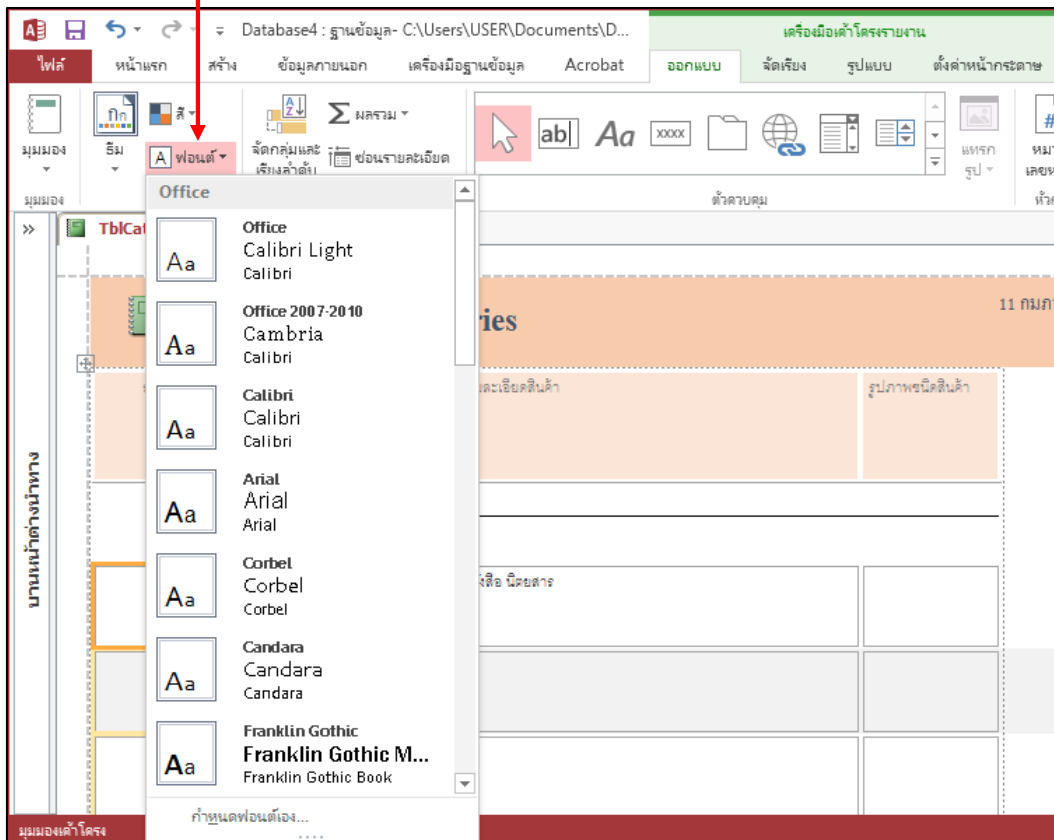 Database4 : ฐานข้อมูล- C:\Users\USER\Documents\D...
เครื่องมือเค้าโครงรายงาน
ไฟล์ หน้าแรก สร้าง ข้อมูลภายนอก เครื่องมือฐานข้อมูล Acrobat ออกแบบ จัดเรียง รูปแบบ ตั้งค่าหน้ากระดาษ
มุมมอง
ธีม
สี
A ฟอนต์
จัดกลุ่มและ
เรียงลำดับ
ผลรวม
ซ่อนรายละเอียด
ab| Aa xxxx
แทรก
รูป
มุมมอง
ตัวควบคุม
TblCat
Office
Office
Calibri Light
Calibri
Aa
Office 2007-2010
Cambria
Calibri
Aa
Calibri
Calibri
Calibri
Aa
Arial
Arial
Arial
Aa
Corbel
Corbel
Corbel
Aa
Candara
Candara
Candara
Aa
Franklin Gothic
Franklin Gothic M...
Franklin Gothic Book
Aa
กำหนดฟอนต์เอง...
ries
11 กุมภา
ละเอียดสินค้า
รูปภาพชนิดสินค้า
งสือ นิตยสาร
บานหน้าต่างนำทาง
มุมมองเค้าโครง